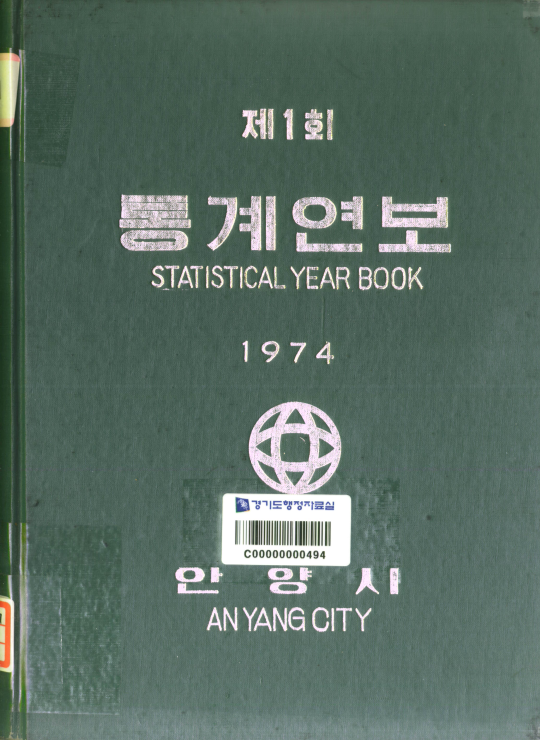 제1회
통계연보
STATISTICAL YEAR BOOK
1974
경기도행정자료실
C00000000494
안양시
AN YANG CITY